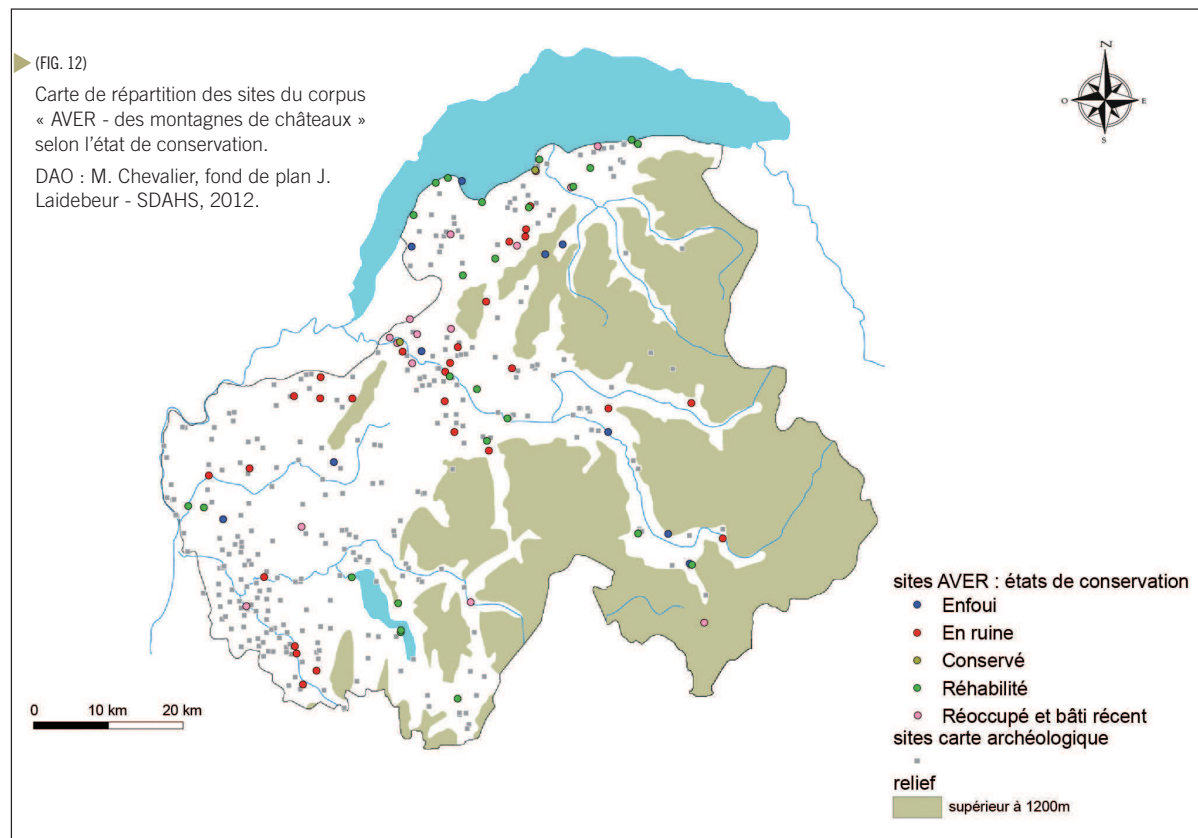 (FIG. 12)
Carte de répartition des sites du corpus
« AVER - des montagnes de châteaux »
selon l'état de conservation.
DAO : M. Chevalier, fond de plan J.
Laidebeur - SDAHS, 2012.
N
O
E
S
0
10 km
20 km
sites AVER : états de conservation
Enfoui
En ruine
Conservé
Réhabilité
Réoccupé et bâti récent
sites carte archéologique
relief
supérieur à 1200m